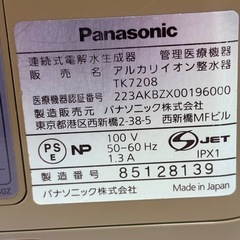 Panasonic
連続式電解水生成器 管理医療機器
販売名 アルカリイオン整水器
TK7208
医療機器認証番号 223AKBZX00196000
製造販売元 パナソニック株式会社
東京都港区西新橋2-38-5 西新橋MFビル
PS E NP 100 V 50-60 Hz 1.3 A S JET IPX1
Made in Japan
製造番号 85128139
パナソニック株式会社